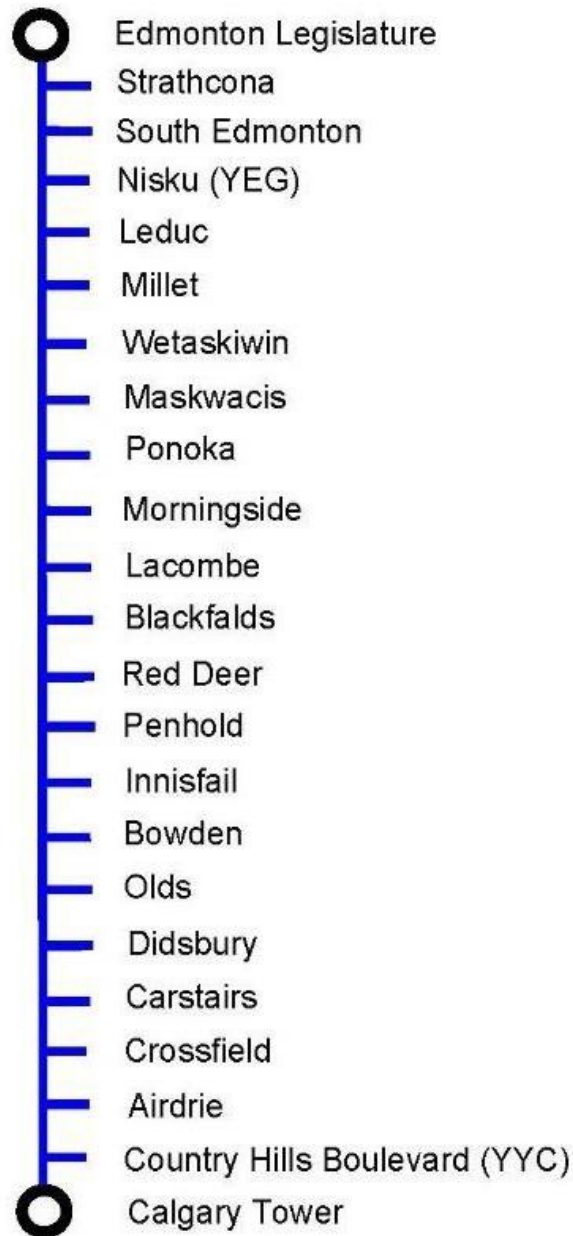 Edmonton Legislature
Strathcona
South Edmonton
Nisku (YEG)
Leduc
Millet
Wetaskiwin
Maskwacis
Ponoka
Morningside
Lacombe
Blackfalds
Red Deer
Penhold
Innisfail
Bowden
Olds
Didsbury
Carstairs
Crossfield
Airdrie
Country Hills Boulevard (YYC)
Calgary Tower